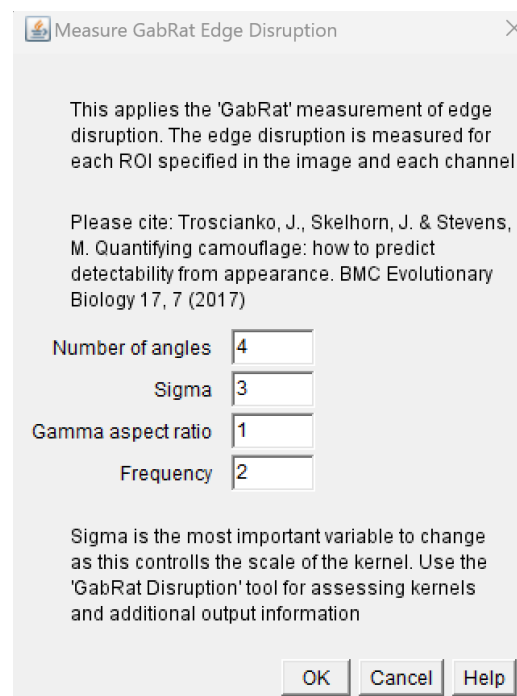 Measure GabRat Edge Disruption
This applies the 'GabRat' measurement of edge
disruption. The edge disruption is measured for
each ROI specified in the image and each channel
Please cite: Troscianko, J., Skelhorn, J. & Stevens,
M. Quantifying camouflage: how to predict
detectability from appearance. BMC Evolutionary
Biology 17, 7 (2017)
Number of angles 4
Sigma 3
Gamma aspect ratio 1
Frequency 2
Sigma is the most important variable to change
as this controlls the scale of the kernel. Use the
'GabRat Disruption' tool for assessing kernels
and additional output information
OK Cancel Help